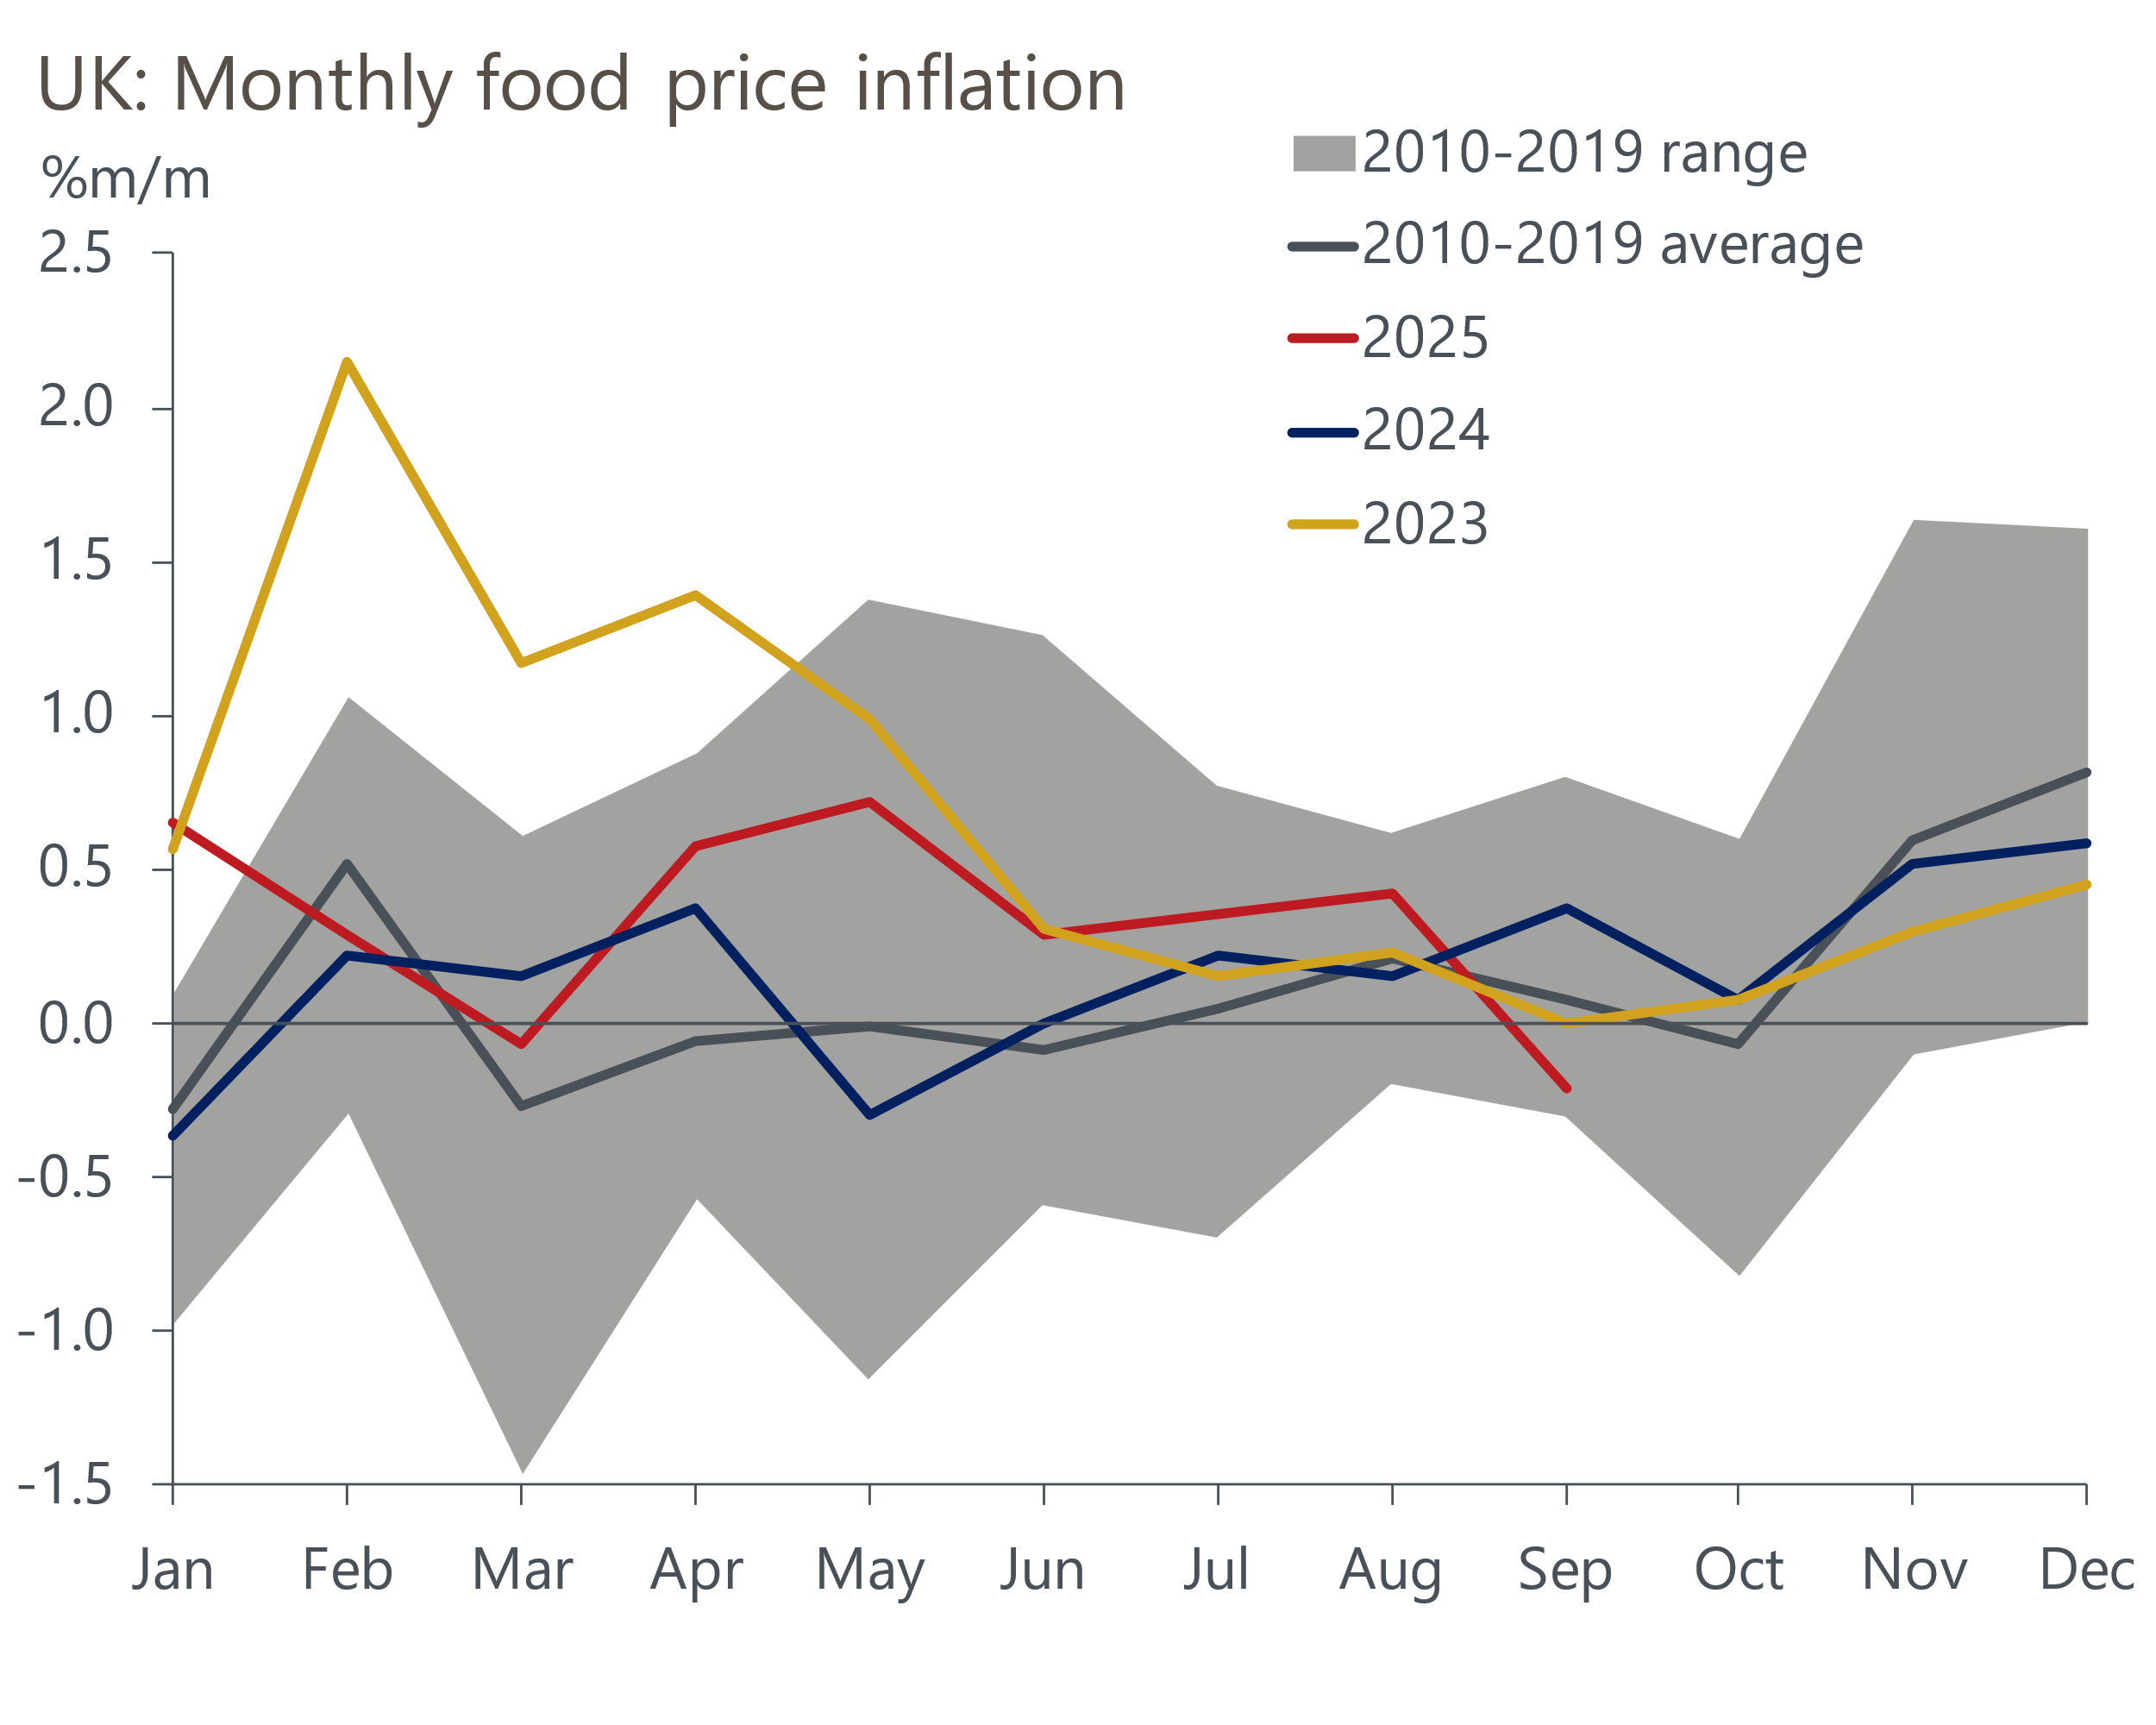 UK: Monthly food price inflation
%m/m
2010-2019 range
2010-2019 average
2025
2024
2023
2.5
2.0
1.5
1.0
0.5
0.0
-0.5
-1.0
-1.5
Jan Feb Mar Apr May Jun Jul Aug Sep Oct Nov Dec